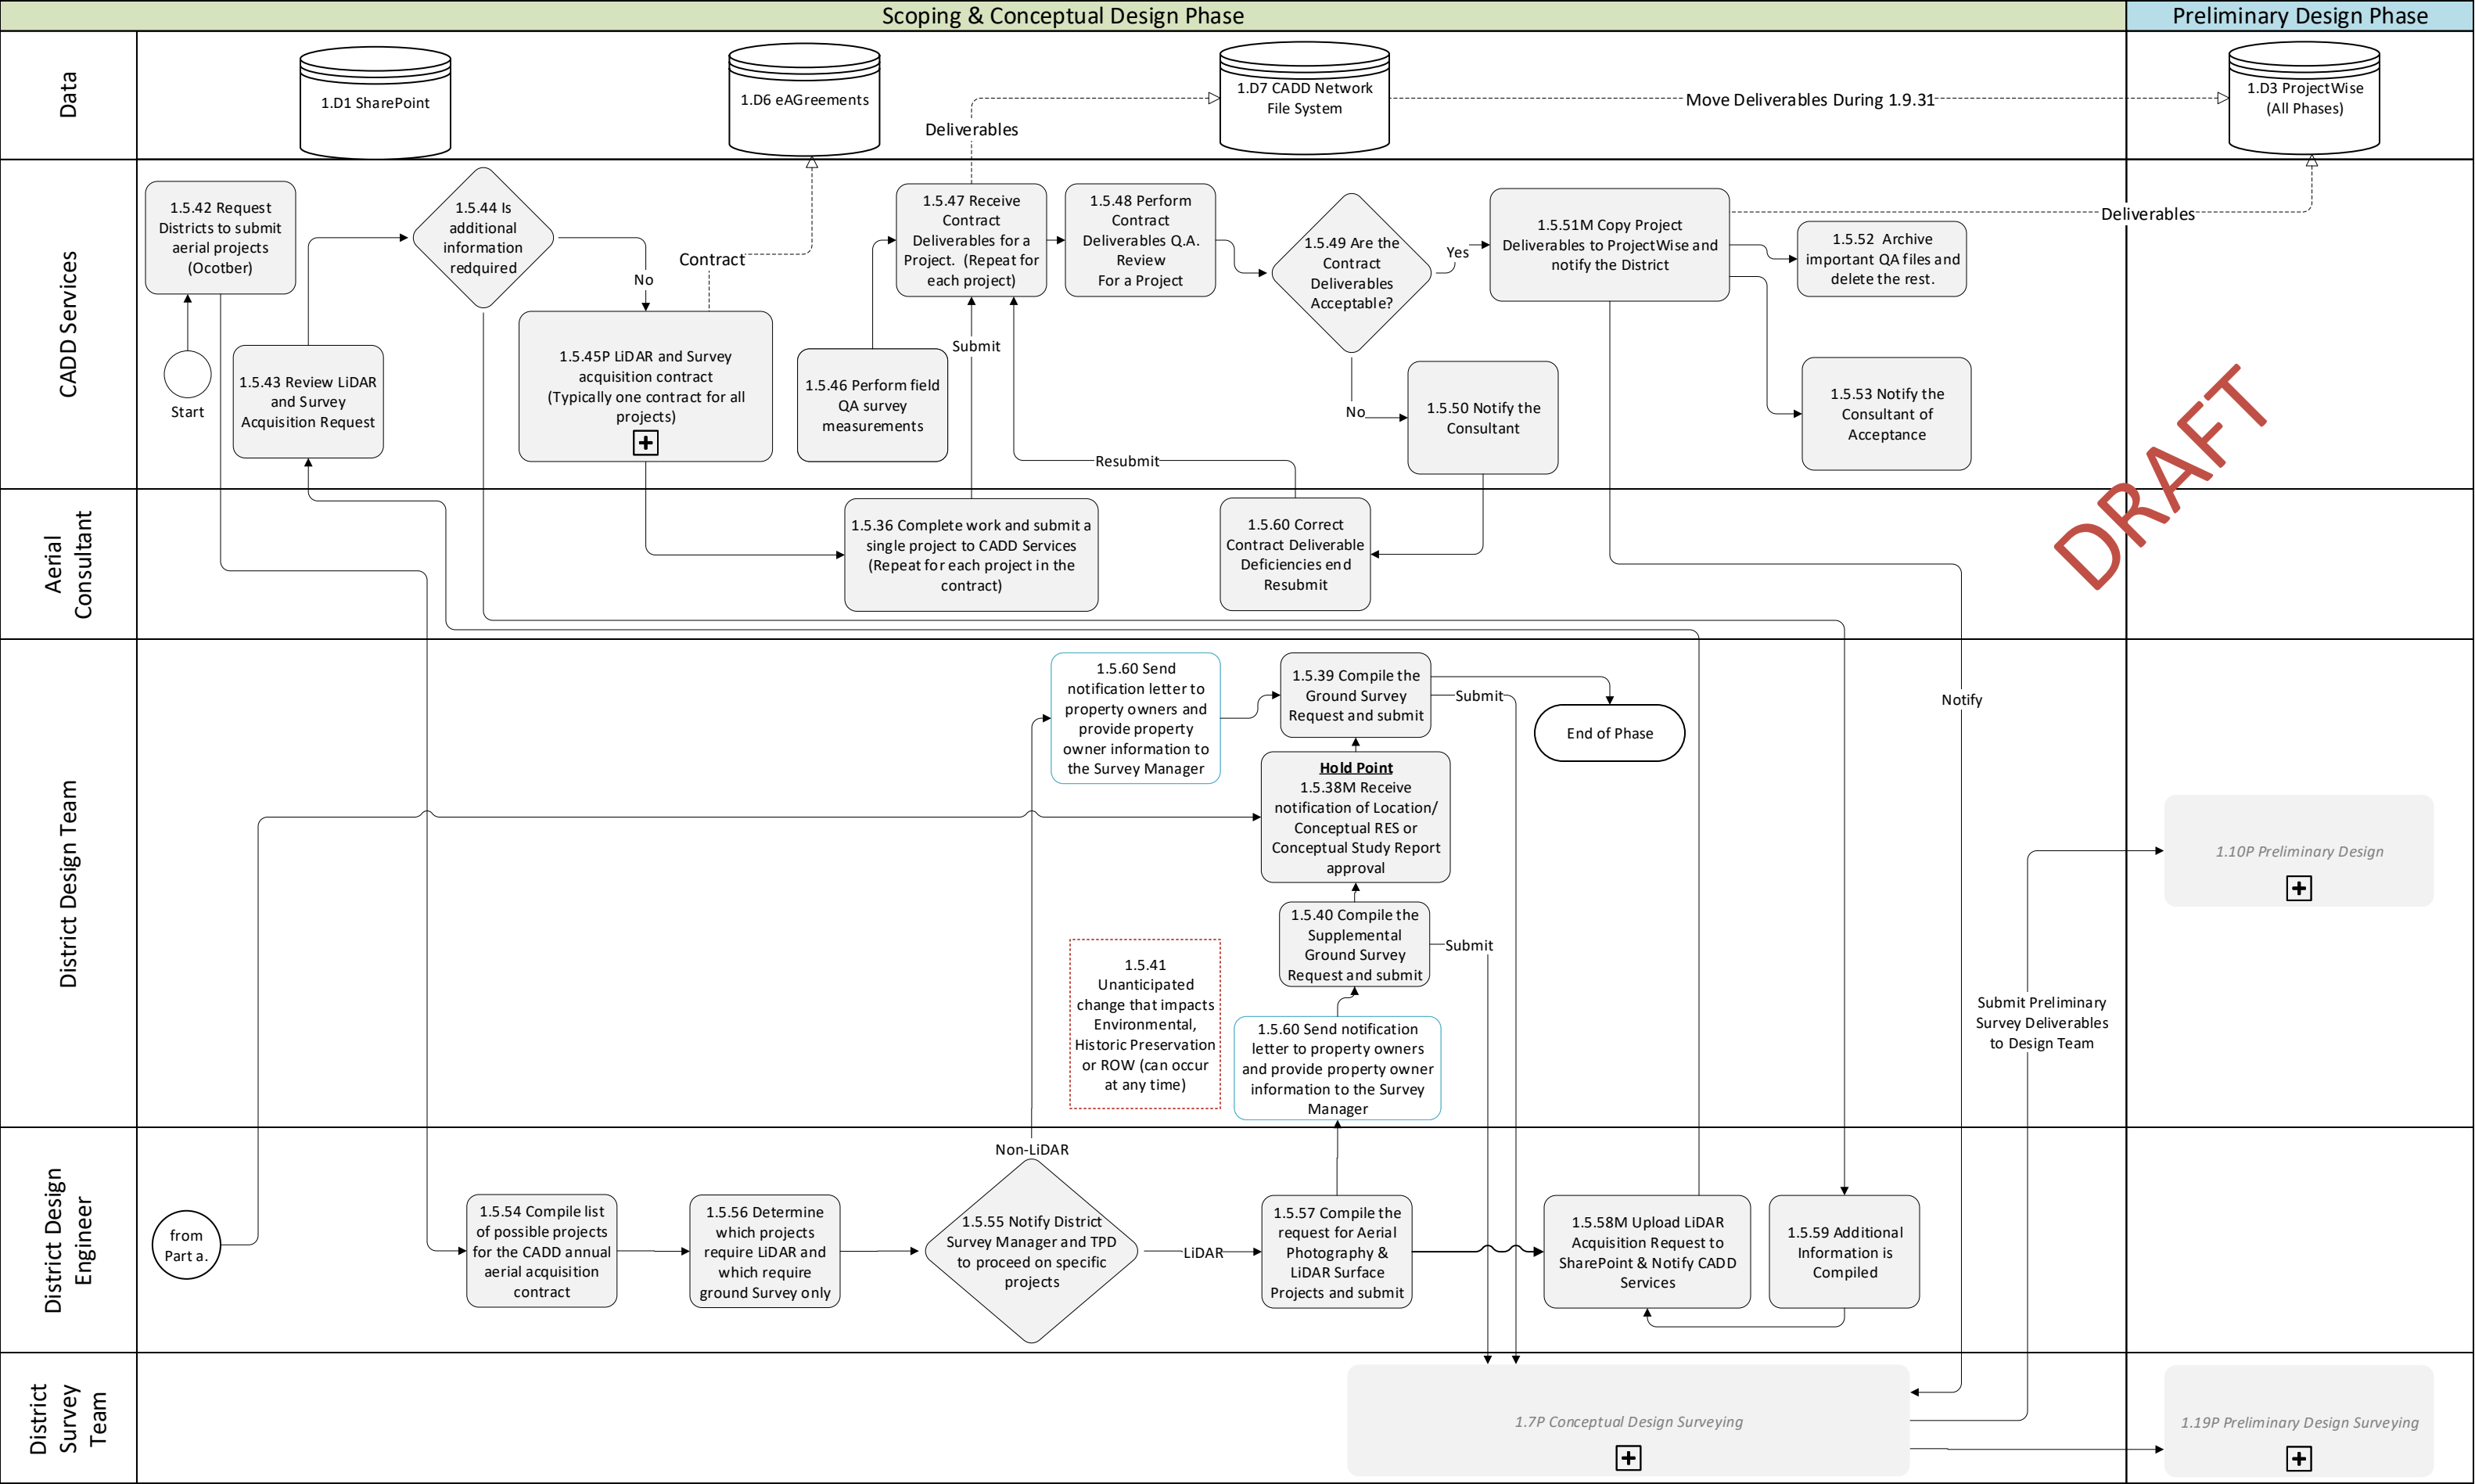 Scoping & Conceptual Design Phase
Preliminary Design Phase
Data
1.D1 SharePoint
1.D6 eAGreements
1.D7 CADD Network
File System
Move Deliverables During 1.9.31
1.D3 ProjectWise
(All Phases)
Deliverables
CADD Services
1.5.42 Request
Districts to submit
aerial projects
(Ocotber)
Start
1.5.43 Review LiDAR
and Survey
Acquisition Request
1.5.44 Is
additional
information
redquired
No
Contract
1.5.45P LiDAR and Survey
acquisition contract
(Typically one contract for all
projects)
1.5.46 Perform field
QA survey
measurements
1.5.47 Receive
Contract
Deliverables for a
Project.  (Repeat for
each project)
Submit
1.5.48 Perform
Contract
Deliverables Q.A.
Review
For a Project
Resubmit
1.5.49 Are the
Contract
Deliverables
Acceptable?
Yes
No
1.5.50 Notify the
Consultant
1.5.51M Copy Project
Deliverables to ProjectWise and
notify the District
Deliverables
1.5.52  Archive
important QA files and
delete the rest.
1.5.53 Notify the
Consultant of
Acceptance
DRAFT
Aerial
Consultant
1.5.36 Complete work and submit a
single project to CADD Services
(Repeat for each project in the
contract)
1.5.60 Correct
Contract Deliverable
Deficiencies end
Resubmit
District Design Team
1.5.60 Send
notification letter to
property owners and
provide property
owner information to
the Survey Manager
1.5.39 Compile the
Ground Survey
Request and submit
Submit
End of Phase
Notify
Hold Point
1.5.38M Receive
notification of Location/
Conceptual RES or
Conceptual Study Report
approval
1.5.40 Compile the
Supplemental
Ground Survey
Request and submit
Submit
1.5.41
Unanticipated
change that impacts
Environmental,
Historic Preservation
or ROW (can occur
at any time)
1.5.60 Send notification
letter to property owners
and provide property owner
information to the Survey
Manager
Submit Preliminary
Survey Deliverables
to Design Team
1.10P Preliminary Design
District Design
Engineer
from
Part a.
1.5.54 Compile list
of possible projects
for the CADD annual
aerial acquisition
contract
1.5.56 Determine
which projects
require LiDAR and
which require
ground Survey only
Non-LiDAR
1.5.55 Notify District
Survey Manager and TPD
to proceed on specific
projects
LiDAR
1.5.57 Compile the
request for Aerial
Photography &
LiDAR Surface
Projects and submit
1.5.58M Upload LiDAR
Acquisition Request to
SharePoint & Notify CADD
Services
1.5.59 Additional
Information is
Compiled
District
Survey
Team
1.7P Conceptual Design Surveying
1.19P Preliminary Design Surveying